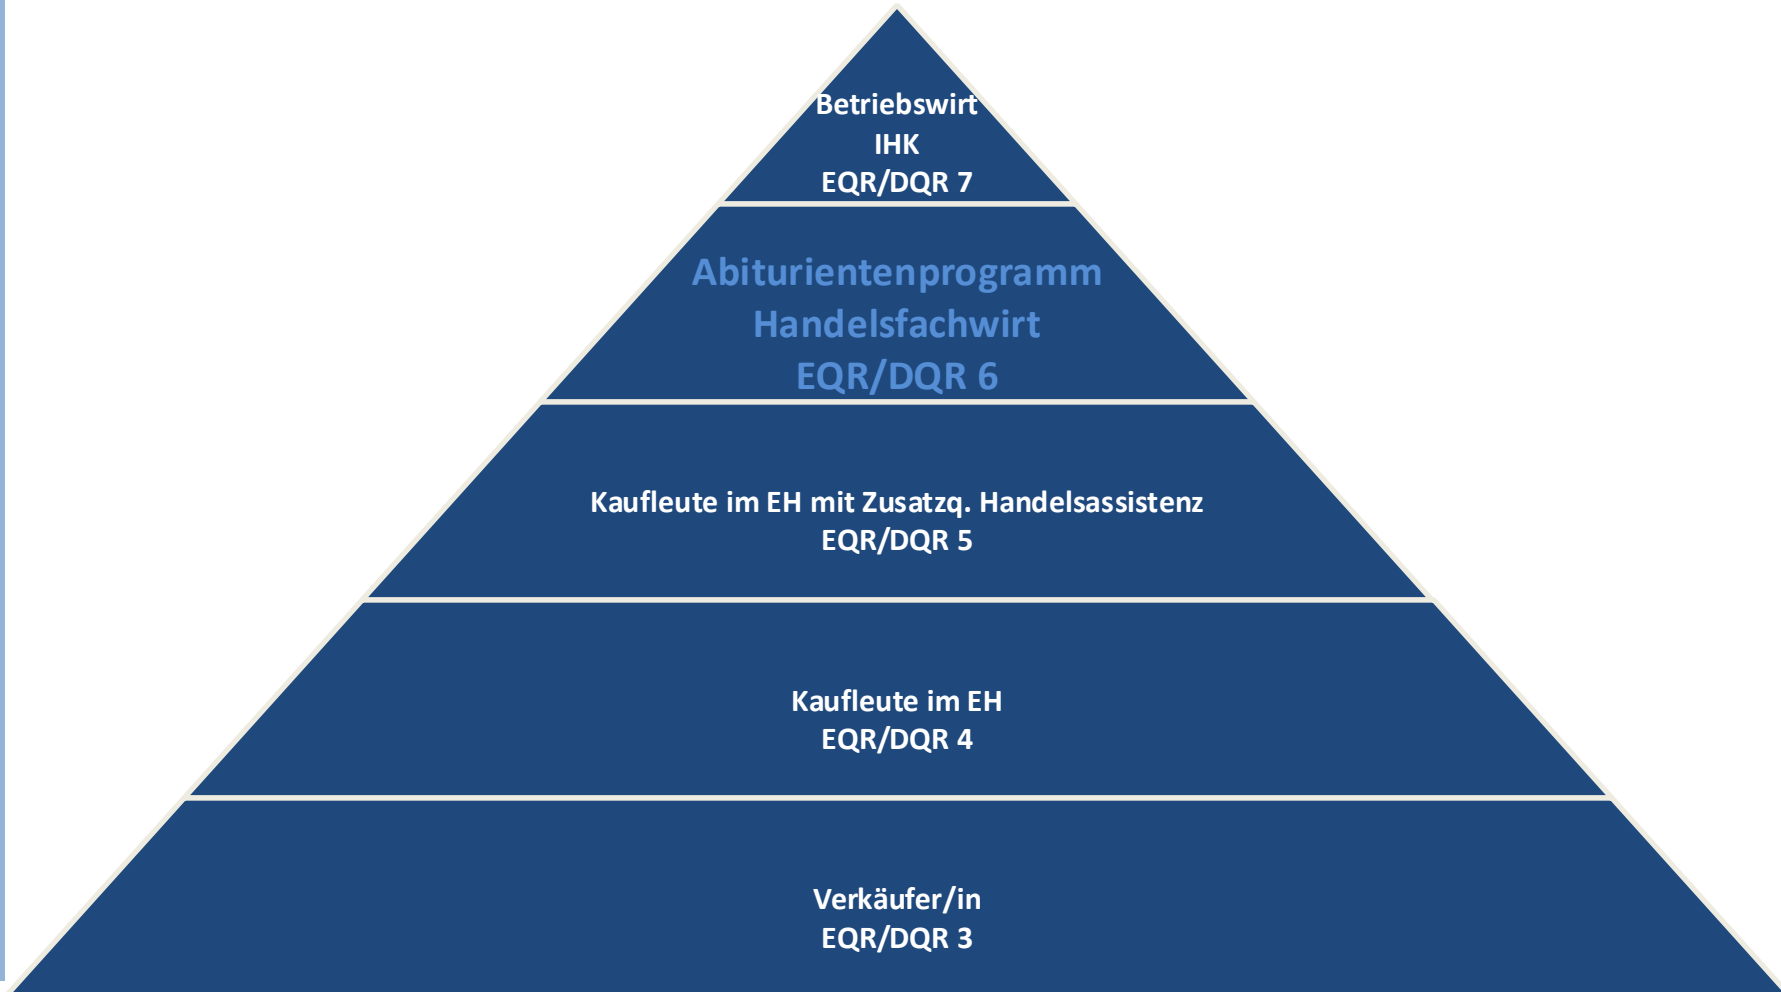 Betriebswirt
IHK
EQR/DQR 7
Abiturientenprogramm
Handelsfachwirt
EQR/DQR 6
Kaufleute im EH mit Zusatzq. Handelsassistenz
EQR/DQR 5
Kaufleute im EH
EQR/DQR 4
Verkäufer/in
EQR/DQR 3